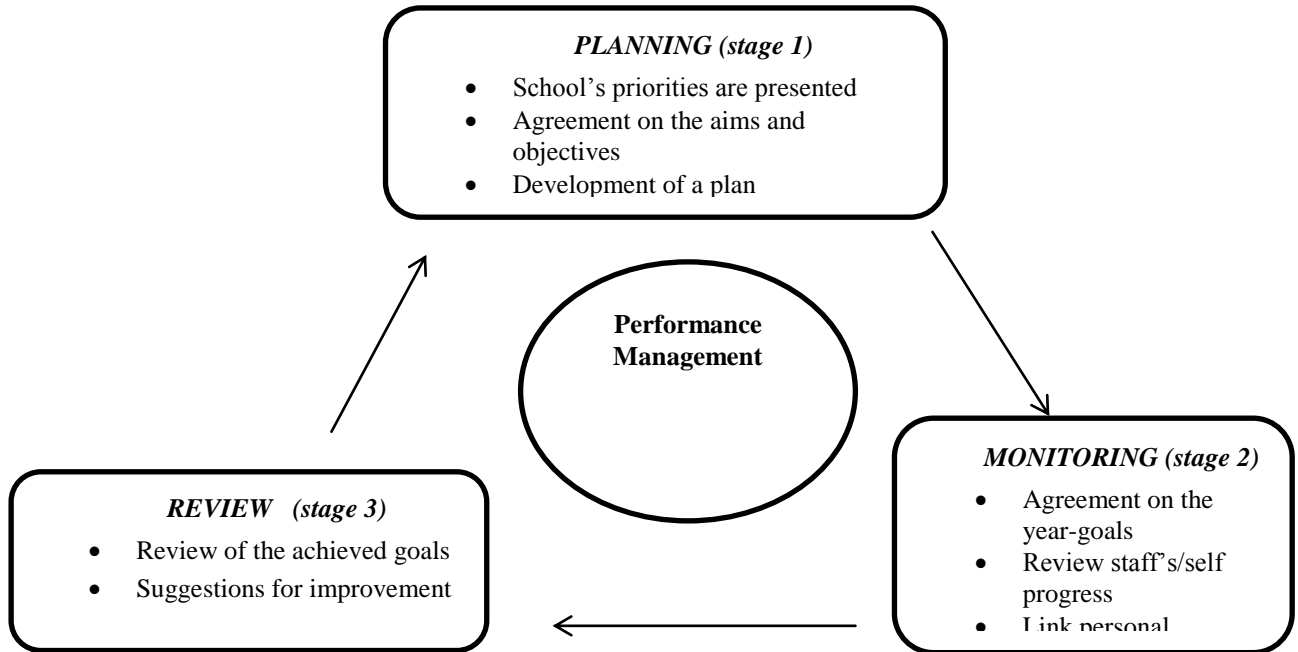 PLANNING (stage 1)
• School’s priorities are presented
• Agreement on the aims and
objectives
• Development of a plan
Performance
Management
MONITORING (stage 2)
• Agreement on the
year-goals
• Review staff’s/self
progress
• Link personal
REVIEW (stage 3)
• Review of the achieved goals
• Suggestions for improvement